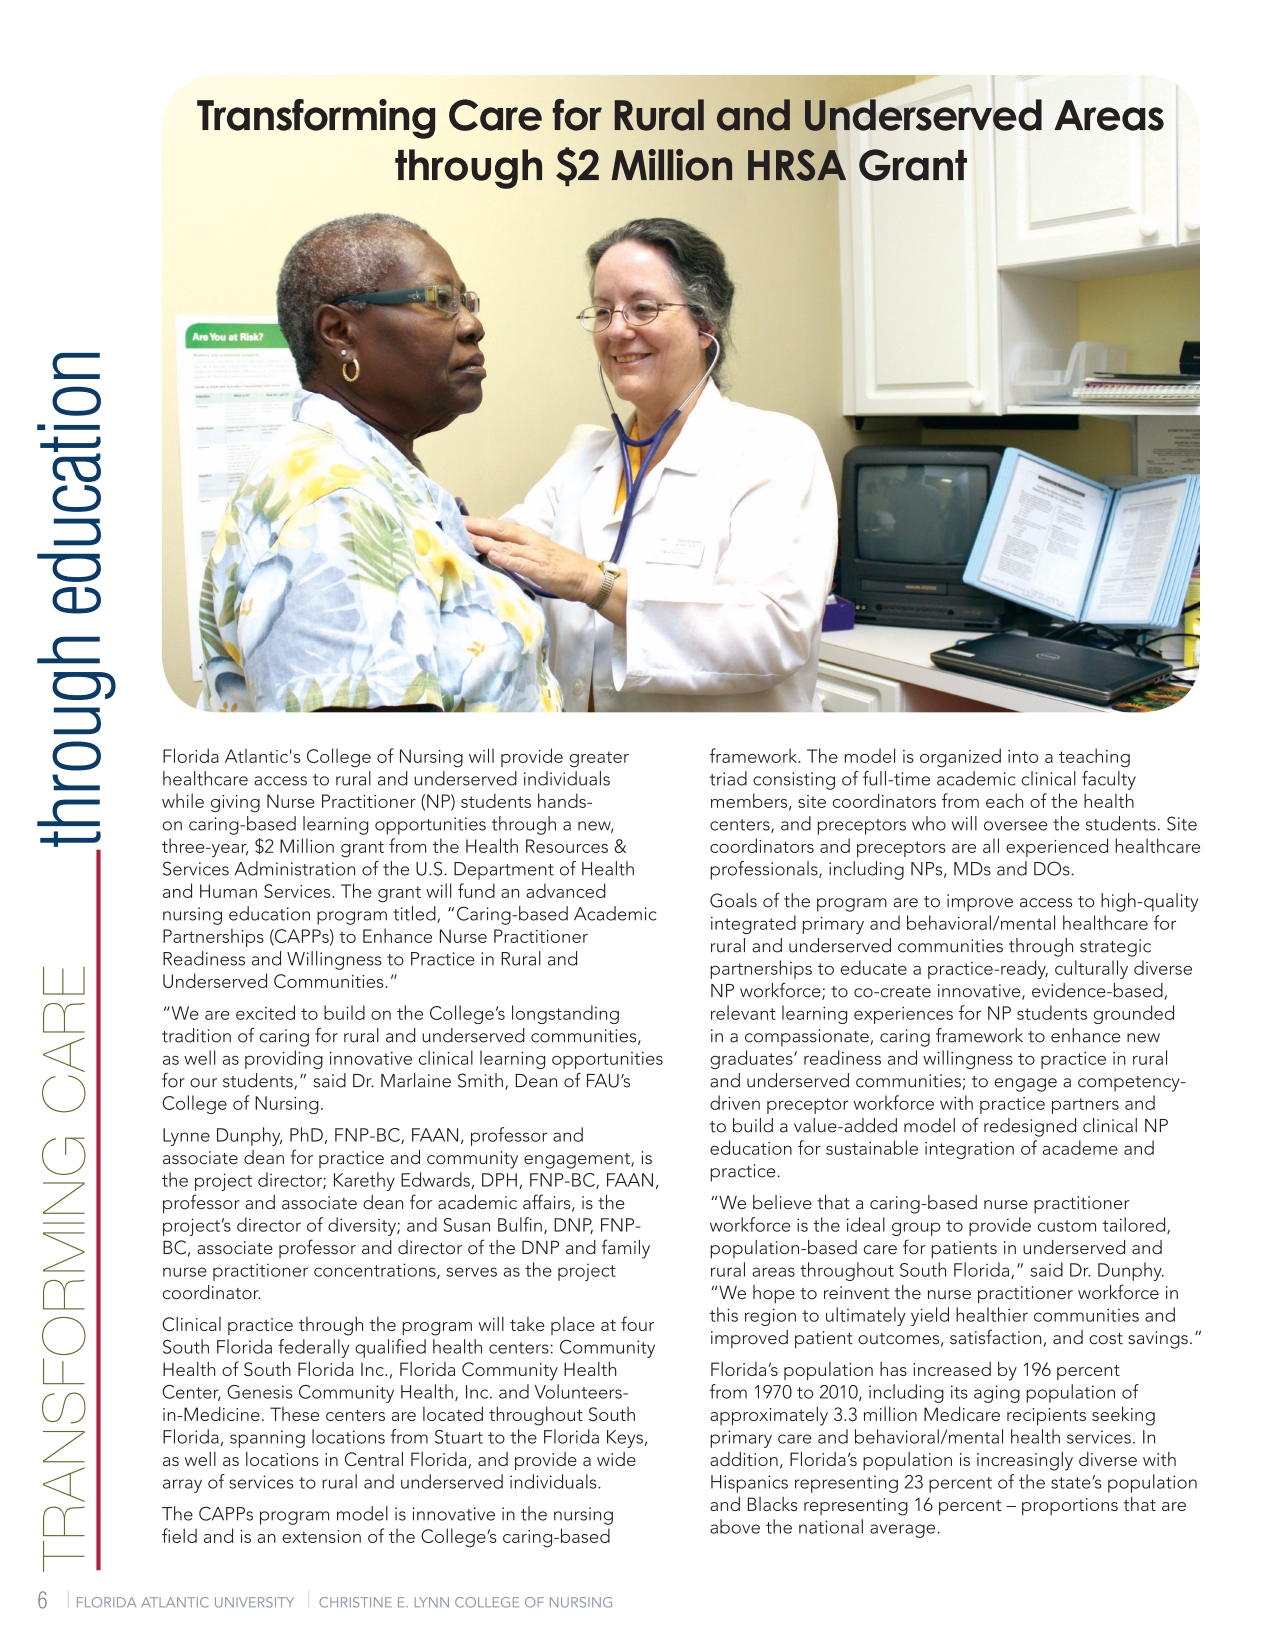 Transforming Care for Rural and Underserved Areas
through $2 Million HRSA Grant
Are You at Risk?
TRANSFORMING CARE through education
Florida Atlantic's College of Nursing will provide greater
healthcare access to rural and underserved individuals
while giving Nurse Practitioner (NP) students hands-
on caring-based learning opportunities through a new,
three-year, $2 Million grant from the Health Resources &
Services Administration of the U.S. Department of Health
and Human Services. The grant will fund an advanced
nursing education program titled, “Caring-based Academic
Partnerships (CAPPs) to Enhance Nurse Practitioner
Readiness and Willingness to Practice in Rural and
Underserved Communities.”
“We are excited to build on the College’s longstanding
tradition of caring for rural and underserved communities,
as well as providing innovative clinical learning opportunities
for our students,” said Dr. Marlaine Smith, Dean of FAU’s
College of Nursing.
Lynne Dunphy, PhD, FNP-BC, FAAN, professor and
associate dean for practice and community engagement, is
the project director; Karethy Edwards, DPH, FNP-BC, FAAN,
professor and associate dean for academic affairs, is the
project’s director of diversity; and Susan Bulfin, DNP, FNP-
BC, associate professor and director of the DNP and family
nurse practitioner concentrations, serves as the project
coordinator.
Clinical practice through the program will take place at four
South Florida federally qualified health centers: Community
Health of South Florida Inc., Florida Community Health
Center, Genesis Community Health, Inc. and Volunteers-
in-Medicine. These centers are located throughout South
Florida, spanning locations from Stuart to the Florida Keys,
as well as locations in Central Florida, and provide a wide
array of services to rural and underserved individuals.
The CAPPs program model is innovative in the nursing
field and is an extension of the College’s caring-based
framework. The model is organized into a teaching
triad consisting of full-time academic clinical faculty
members, site coordinators from each of the health
centers, and preceptors who will oversee the students. Site
coordinators and preceptors are all experienced healthcare
professionals, including NPs, MDs and DOs.
Goals of the program are to improve access to high-quality
integrated primary and behavioral/mental healthcare for
rural and underserved communities through strategic
partnerships to educate a practice-ready, culturally diverse
NP workforce; to co-create innovative, evidence-based,
relevant learning experiences for NP students grounded
in a compassionate, caring framework to enhance new
graduates’ readiness and willingness to practice in rural
and underserved communities; to engage a competency-
driven preceptor workforce with practice partners and
to build a value-added model of redesigned clinical NP
education for sustainable integration of academe and
practice.
“We believe that a caring-based nurse practitioner
workforce is the ideal group to provide custom tailored,
population-based care for patients in underserved and
rural areas throughout South Florida,” said Dr. Dunphy.
“We hope to reinvent the nurse practitioner workforce in
this region to ultimately yield healthier communities and
improved patient outcomes, satisfaction, and cost savings.”
Florida’s population has increased by 196 percent
from 1970 to 2010, including its aging population of
approximately 3.3 million Medicare recipients seeking
primary care and behavioral/mental health services. In
addition, Florida’s population is increasingly diverse with
Hispanics representing 23 percent of the state’s population
and Blacks representing 16 percent – proportions that are
above the national average.
6 | FLORIDA ATLANTIC UNIVERSITY | CHRISTINE E. LYNN COLLEGE OF NURSING